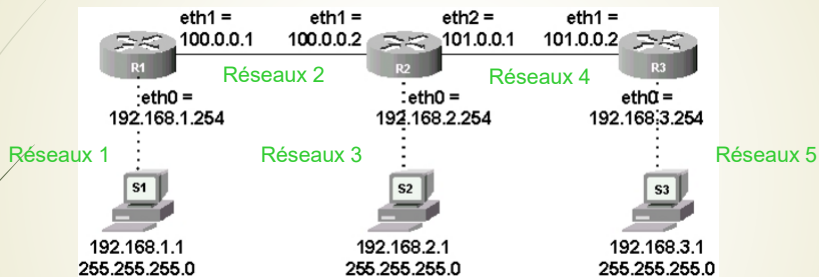 eth1 = eth1 = eth2 = eth1 =
100.0.0.1 100.0.0.2 101.0.0.1 101.0.0.2
R1 R2 R3
Réseaux 2 Réseaux 4
eth0 = eth0 = eth0 =
192.168.1.254 192.168.2.254 192.168.3.254
Réseaux 1 Réseaux 3 Réseaux 5
S1 S2 S3
192.168.1.1 192.168.2.1 192.168.3.1
255.255.255.0 255.255.255.0 255.255.255.0